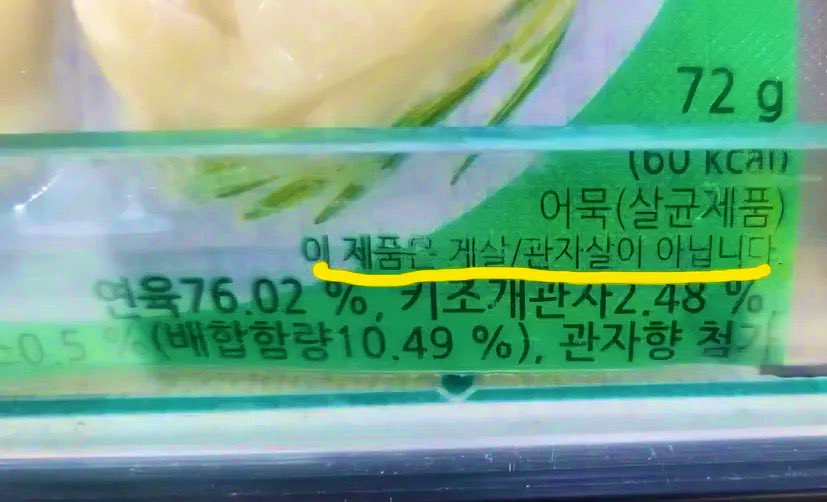 72 g
(60 kcal)
어묵(살균제품)
이 제품은 게살/관자살이 아닙니다.
연육76.02 %, 키조개관자2.48 %,
0.5 %(배합함량10.49 %), 관자향 첨가